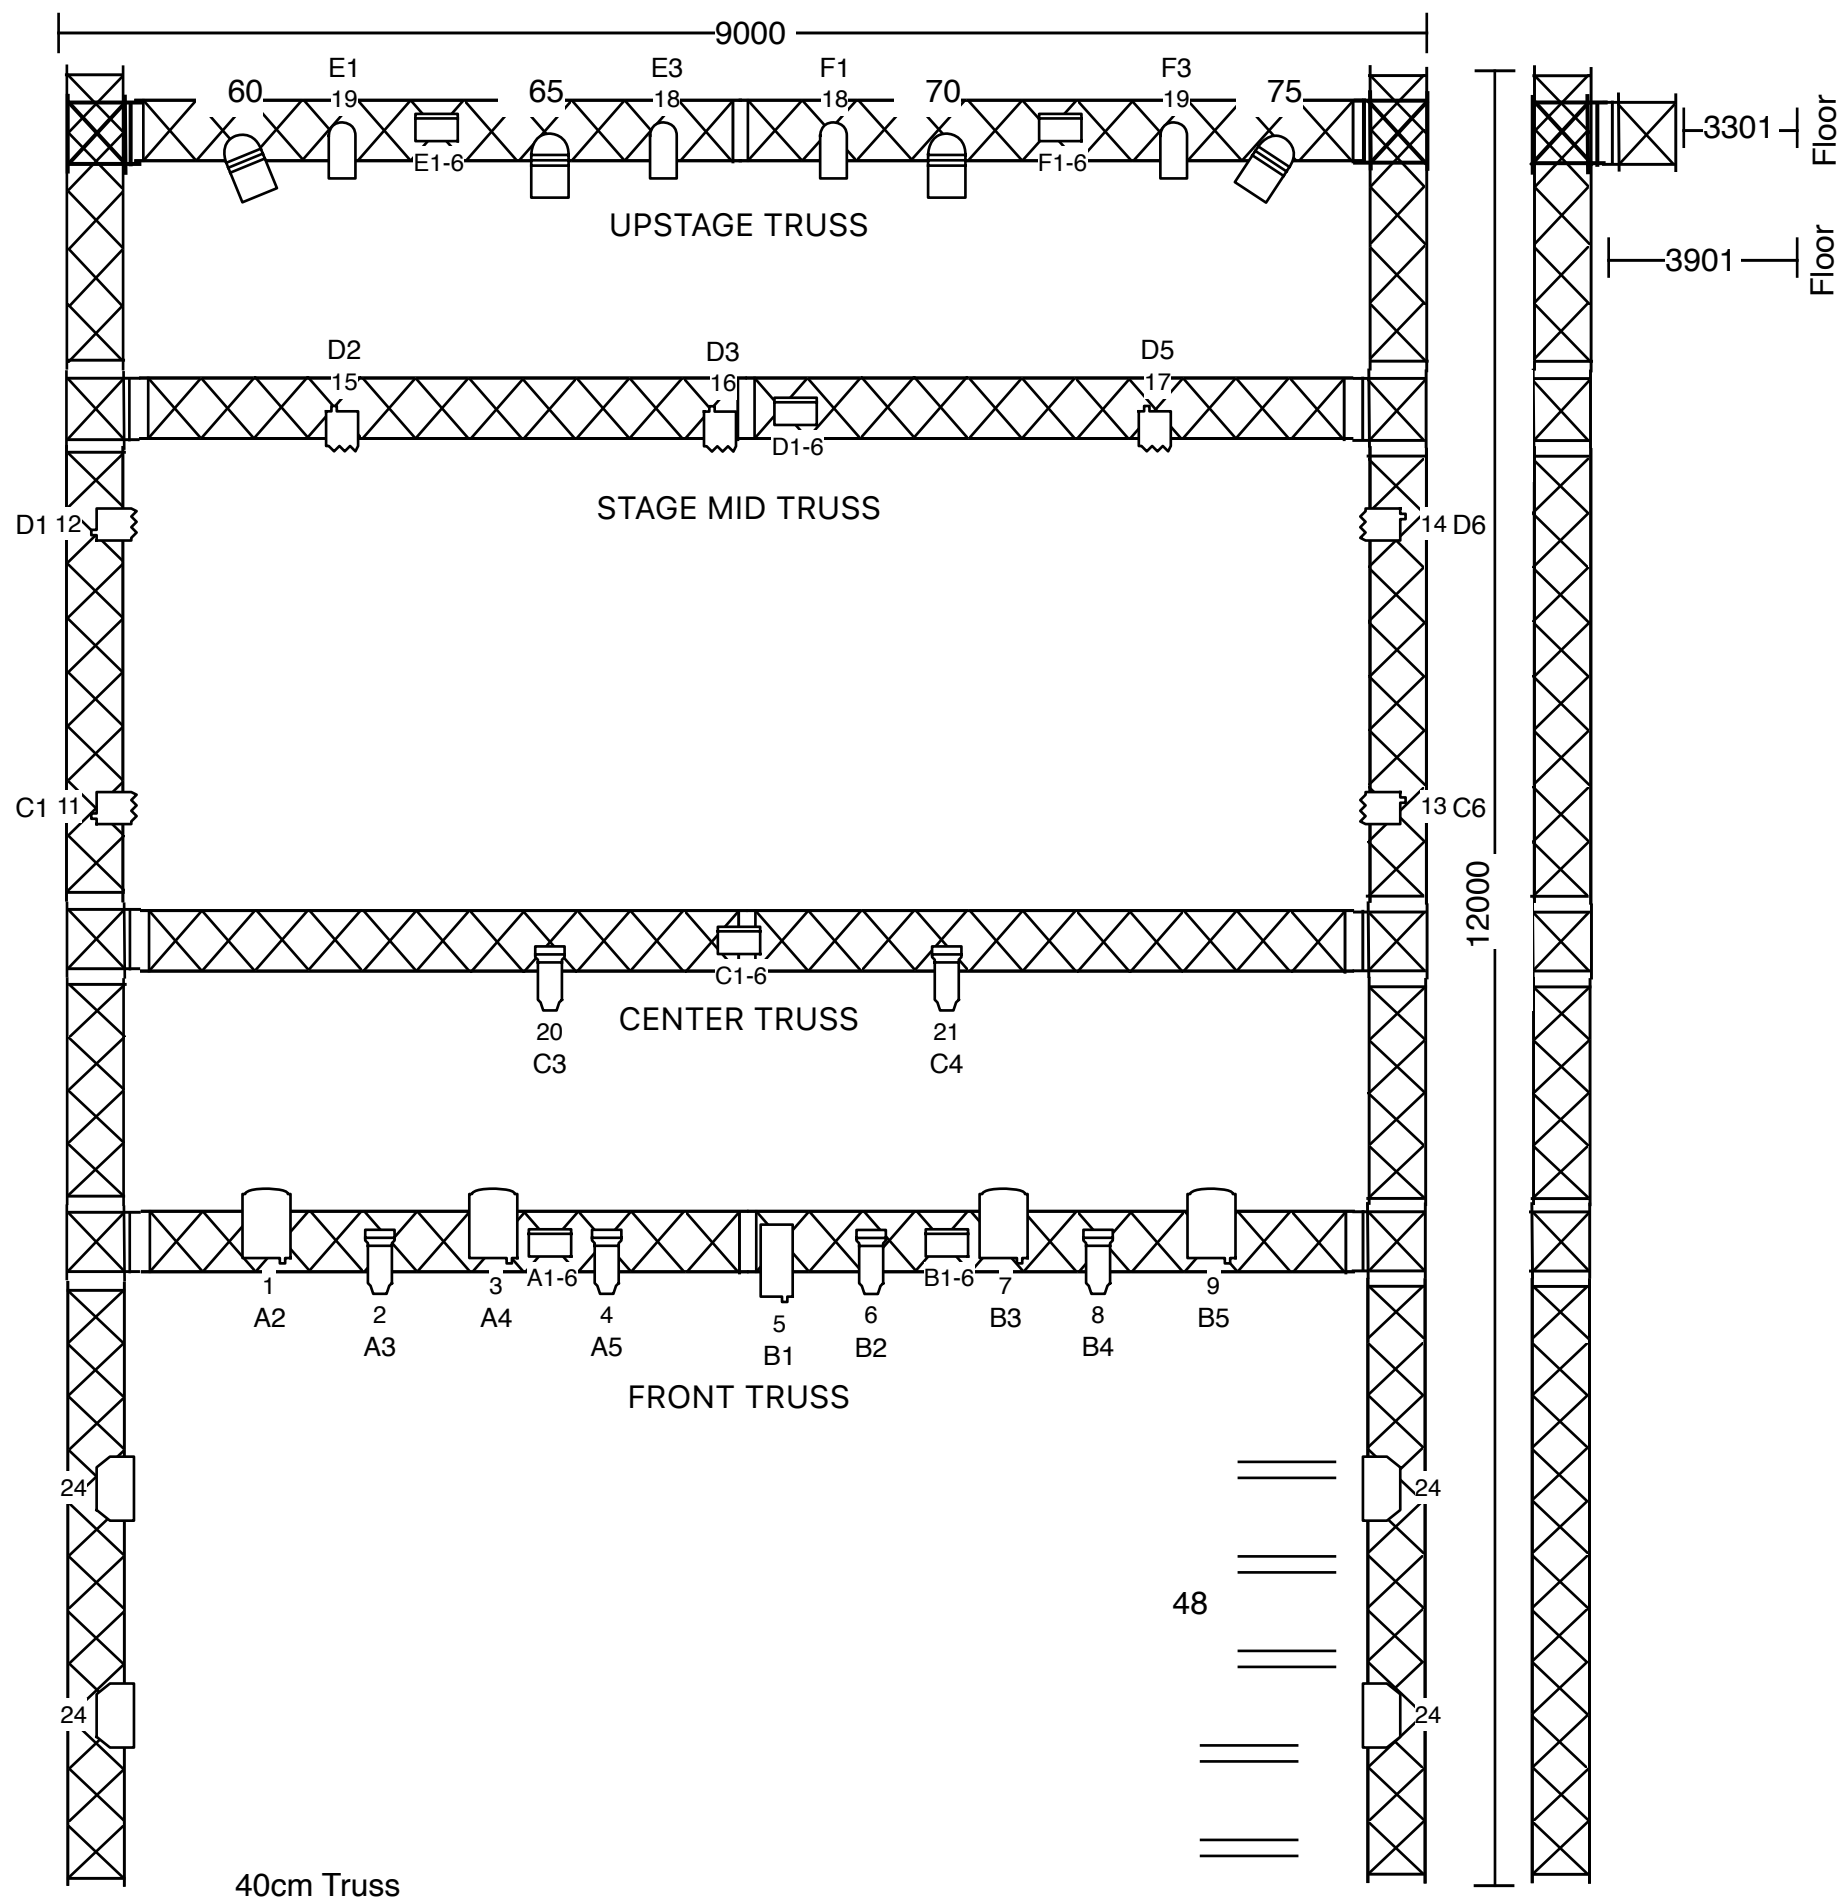 9000
E1
E3
F1
F3
60
65
70
75
19
18
18
19
3301
Floor
E1-6
F1-6
UPSTAGE TRUSS
3901
Floor
D2
D3
D5
15
16
17
D1-6
STAGE MID TRUSS
D1 12
14 D6
C1 11
13 C6
12000
C1-6
CENTER TRUSS
20
21
C3
C4
1
3
A1-6
B1-6
7
9
A2
2
A4
4
5
6
B3
8
B5
A3
A5
B1
B2
B4
FRONT TRUSS
24
24
48
24
24
40cm Truss